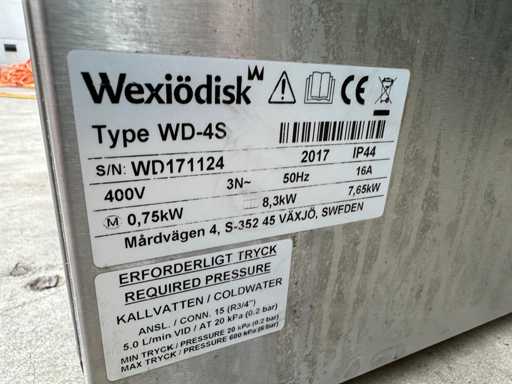 Wexiödisk
Type WD-4S
S/N: WD171124 2017 IP44
400V 3N~ 50Hz 16A
M 0,75kW 8,3kW 7,65kW
Mårdvägen 4, S-352 45 VÄXJÖ, SWEDEN
ERFORDERLIGT TRYCK
REQUIRED PRESSURE
KALLVATTEN / COLDWATER
ANSL. / CONN. 15 (R3/4")
5.0 L/min VID / AT 20 kPa (0.2 bar)
MIN TRYCK / PRESSURE 20 kPa (0.2 bar)
MAX TRYCK / PRESSURE 600 kPa (6 bar)